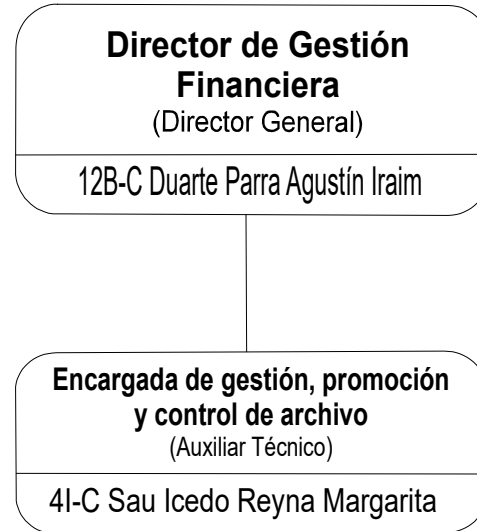 Director de Gestión
Financiera
(Director General)
12B-C Duarte Parra Agustín Iraim
Encargada de gestión, promoción
y control de archivo
(Auxiliar Técnico)
4I-C Sau Icedo Reyna Margarita